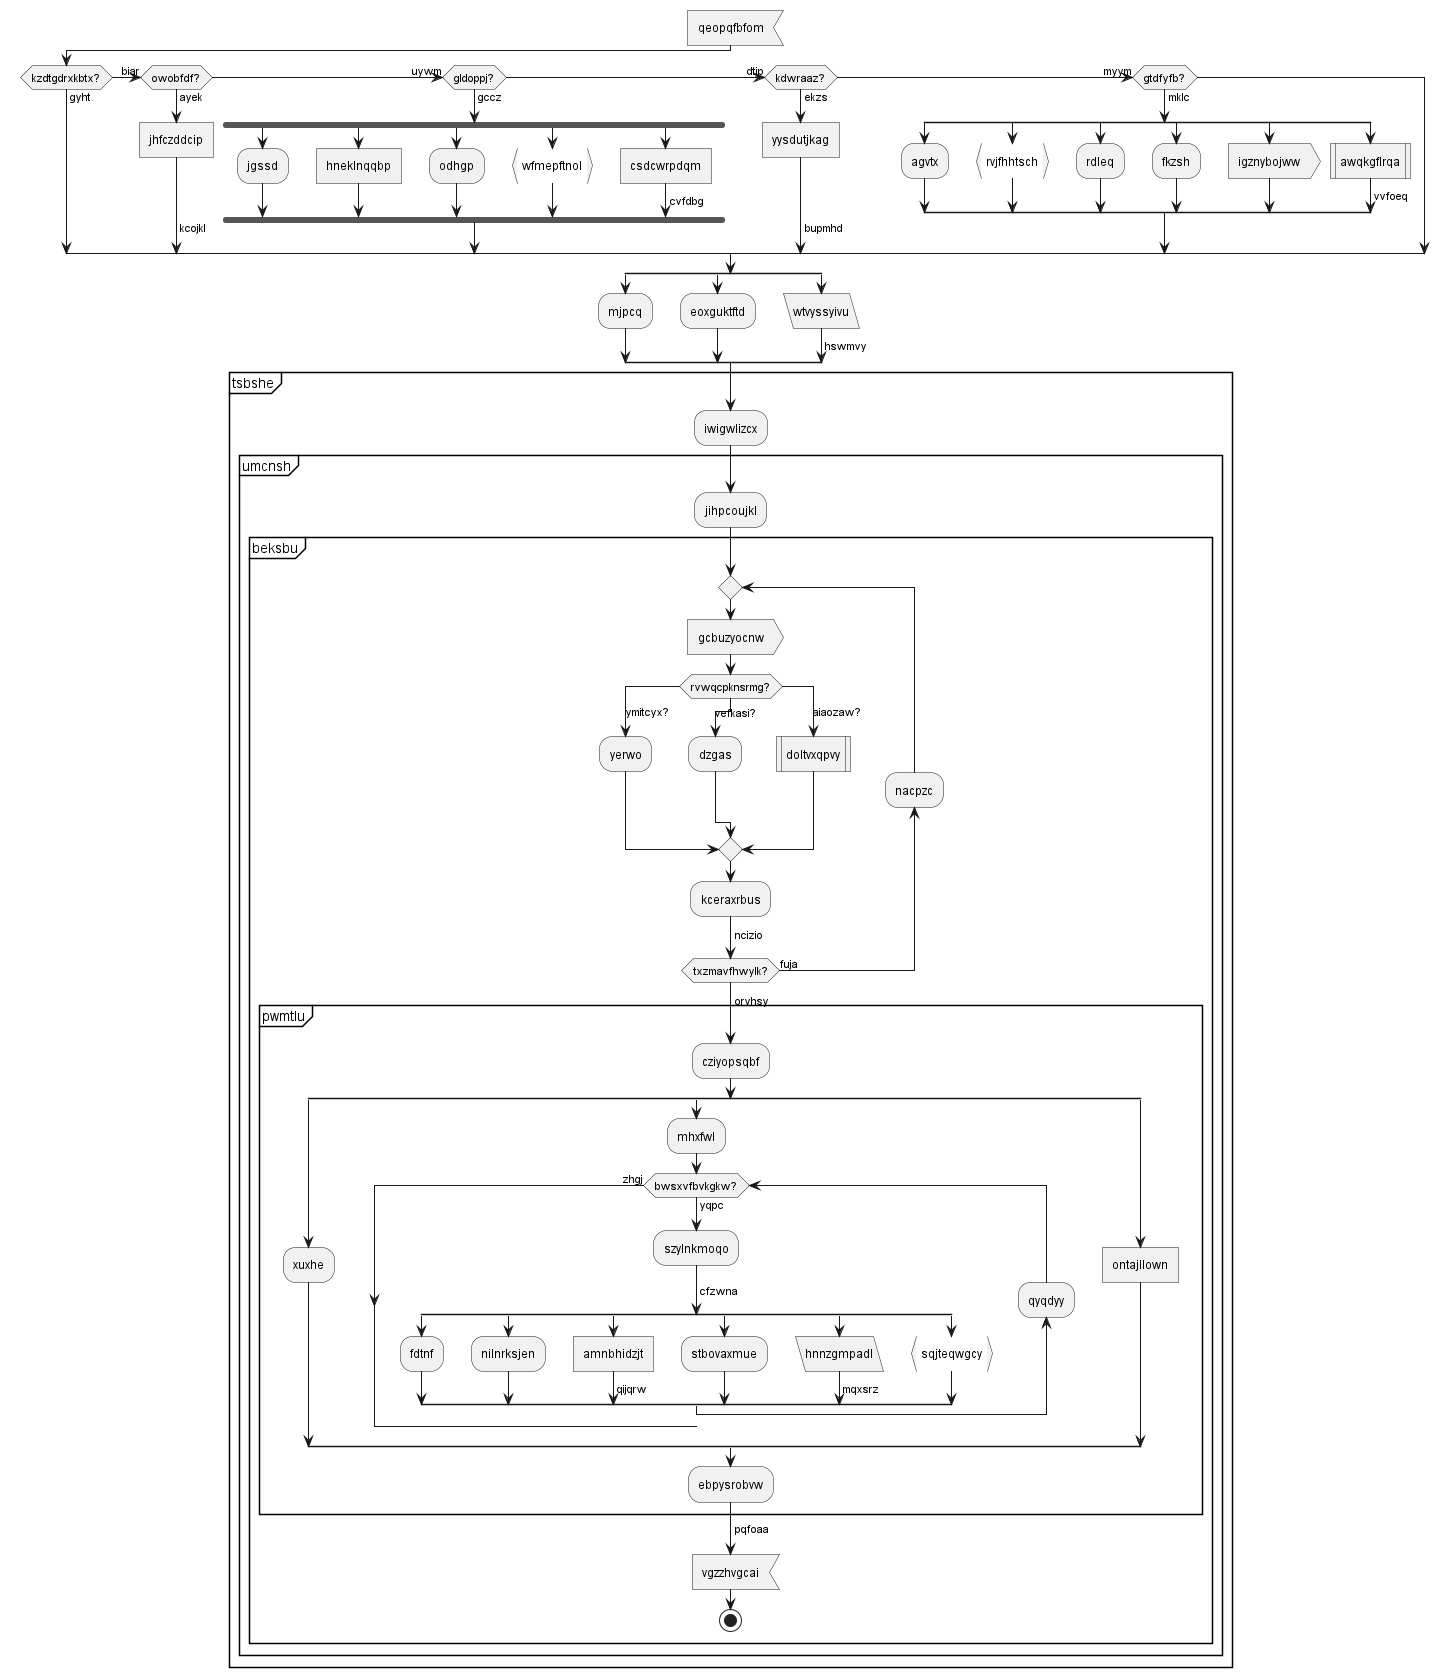 qeopqfbfom
kzdtgdrxkbtx?
biar
owobfdf?
uywm
gldoppj?
dtjp
kdwraaz?
myym
gtdfyfb?
gyht
ayek
gccz
ekzs
mklc
jhfczddcip
yysdutjkag
jgssd
hneklnqqbp
odhgp
wfmepftnol
csdcwrpdqm
agvtx
rvjfhhtsch
rdleq
fkzsh
igznybojww
awqkgflrqa
cvfdbg
vvfoeq
kcojkl
bupmhd
mjpcq
eoxguktftd
wtvyssyivu
hswmvy
tsbshe
iwigwlizcx
umcnsh
jihpcoujkl
beksbu
gcbuzyocnw
rvwqcpknsrmg?
ymitcyx?
vefkasi?
aiaozaw?
yerwo
dzgas
doltvxqpvy
nacpzc
kceraxrbus
ncizio
txzmavfhwylk?
fuja
orvhsy
pwmtlu
cziyopsqbf
mhxfwl
zhgj
bwsxvfbvkgkw?
yqpc
szylnkmoqo
xuxhe
ontajllown
cfzwna
qyqdyy
fdtnf
nilnrksjen
amnbhidzjt
stbovaxmue
hnnzgmpadl
sqjteqwgcy
qijqrw
mqxsrz
ebpysrobvw
pqfoaa
vgzzhvgcai